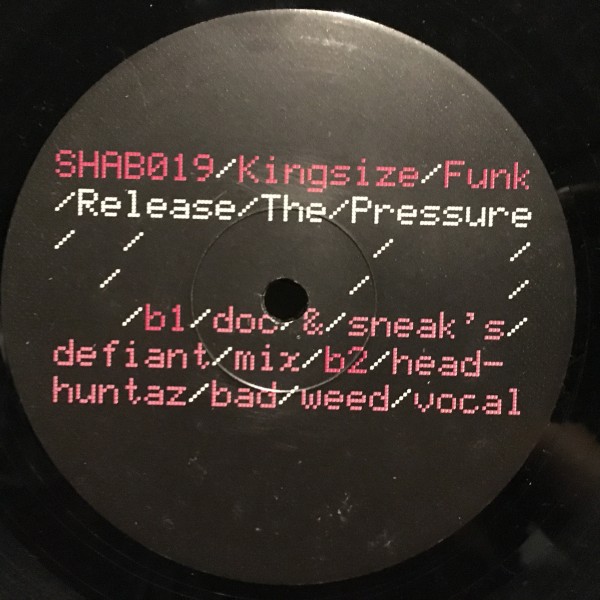 SHAB019/Kingsize/Funk
/Release/The/Pressure
/ / / /
/ / /
/b1/doc/&/sneak's/
defiant/mix/b2/head-
huntaz/bad/weed/vocal